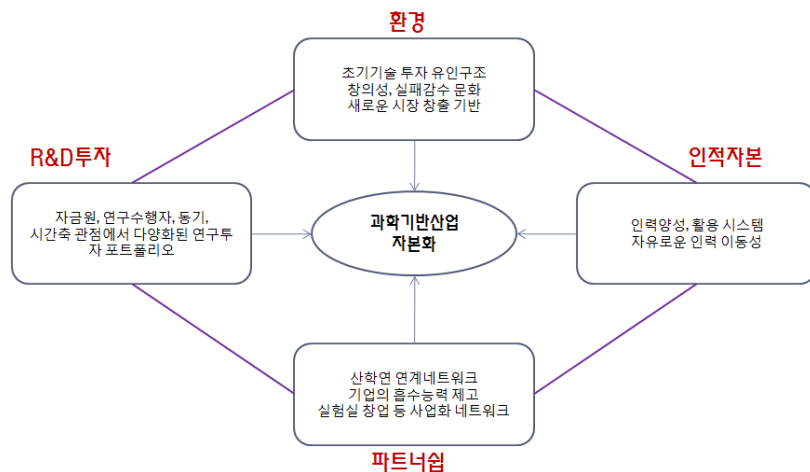 환경
초기기술 투자 유인구조
창의성, 실패감수 문화
새로운 시장 창출 기반
R&D투자
자금원, 연구수행자, 동기,
시간축 관점에서 다양화된 연구투
자 포트폴리오
과학기반산업
자본화
인적자본
인력양성, 활용 시스템
자유로운 인력 이동성
산학연 연계네트워크
기업의 흡수능력 제고
실험실 창업 등 사업화 네트워크
파트너쉽